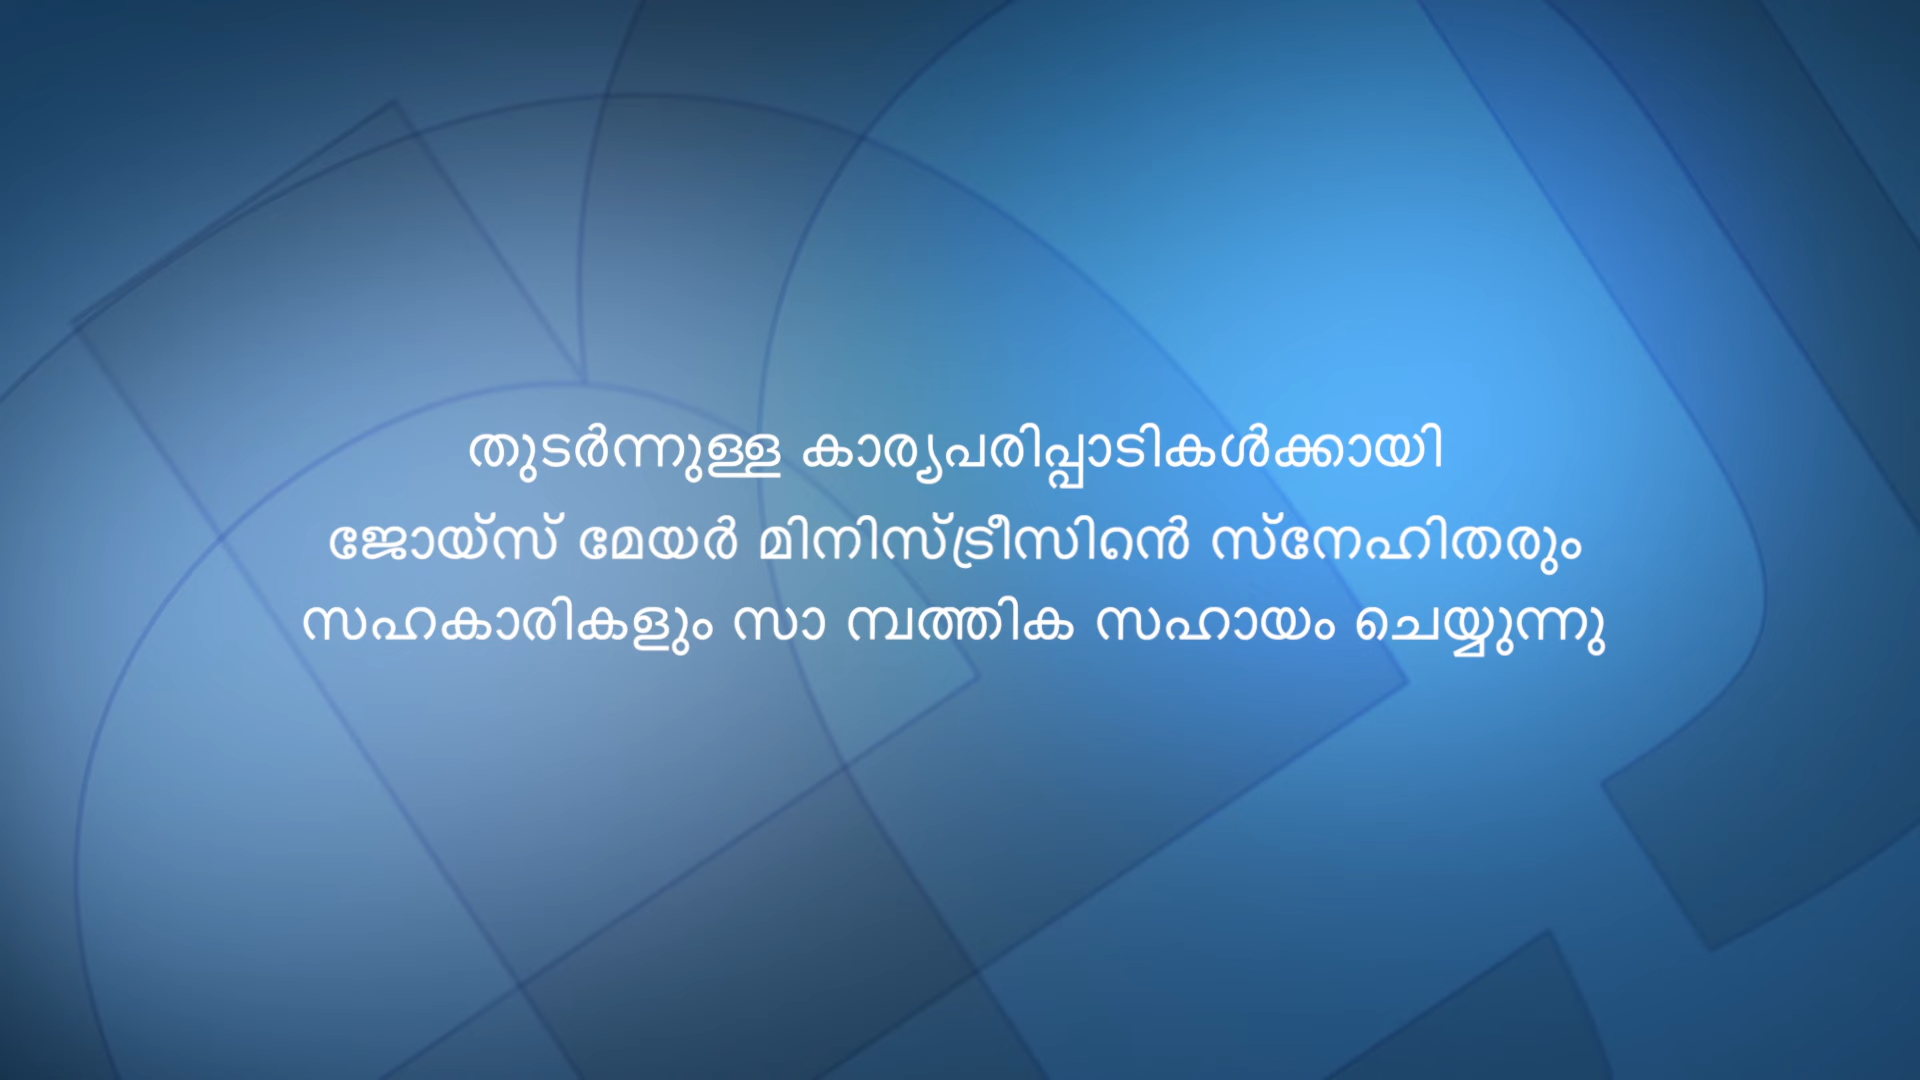 തുടർന്നുള്ള കാര്യപരിപ്പാടികൾക്കായി
ജോയ്സ് മേയർ മിനിസ്ട്രീസിൻെ സ്നേഹിതരും
സഹകാരികളും സാ മ്പത്തിക സഹായം ചെയ്യുന്നു